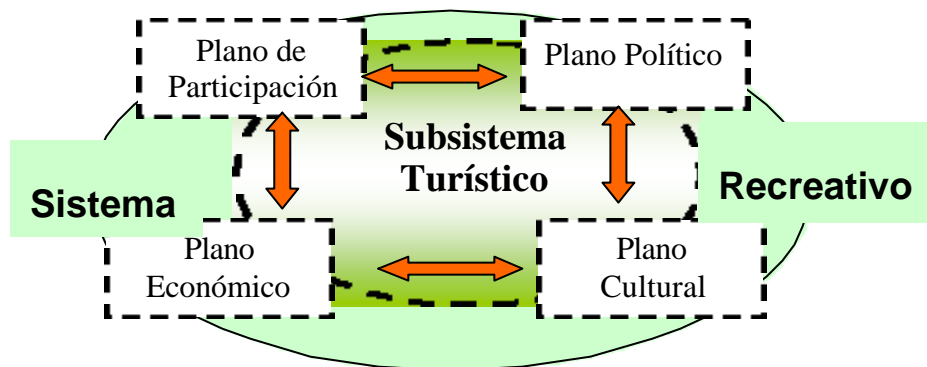 Plano de
Participación
Plano Político
Subsistema
Turístico
Sistema
Recreativo
Plano
Económico
Plano
Cultural